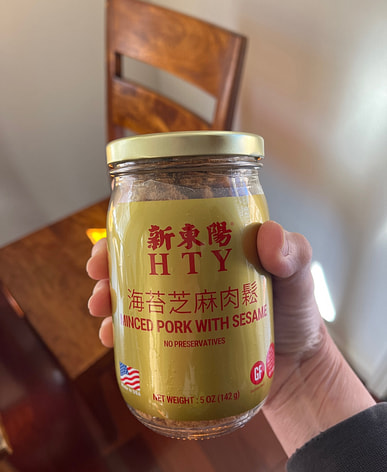 新東陽®
HTY
海苔芝麻肉鬆
MINCED PORK WITH SESAME
NO PRESERVATIVES
GF
NET WEIGHT : 5 OZ (142g)